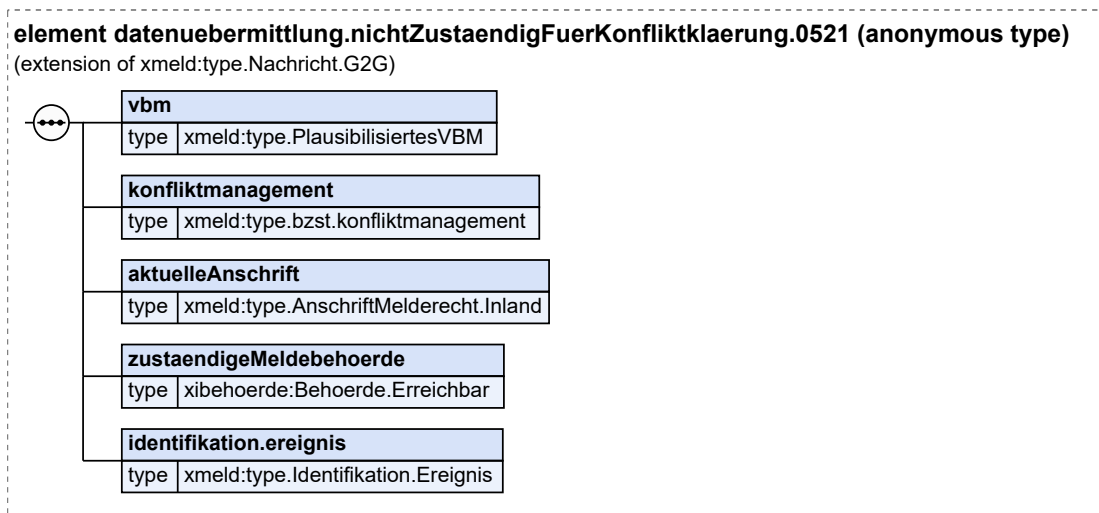 element datenuebermittlung.nichtZustaendigFuerKonfliktklaerung.0521 (anonymous type)
(extension of xmeld:type.Nachricht.G2G)
vbm
type xmeld:type.PlausibilisiertesVBM
konfliktmanagement
type xmeld:type.bzst.konfliktmanagement
aktuelleAnschrift
type xmeld:type.AnschriftMelderecht.Inland
zustaendigeMeldebehoerde
type xibehoerde:Behoerde.Erreichbar
identifikation.ereignis
type xmeld:type.Identifikation.Ereignis